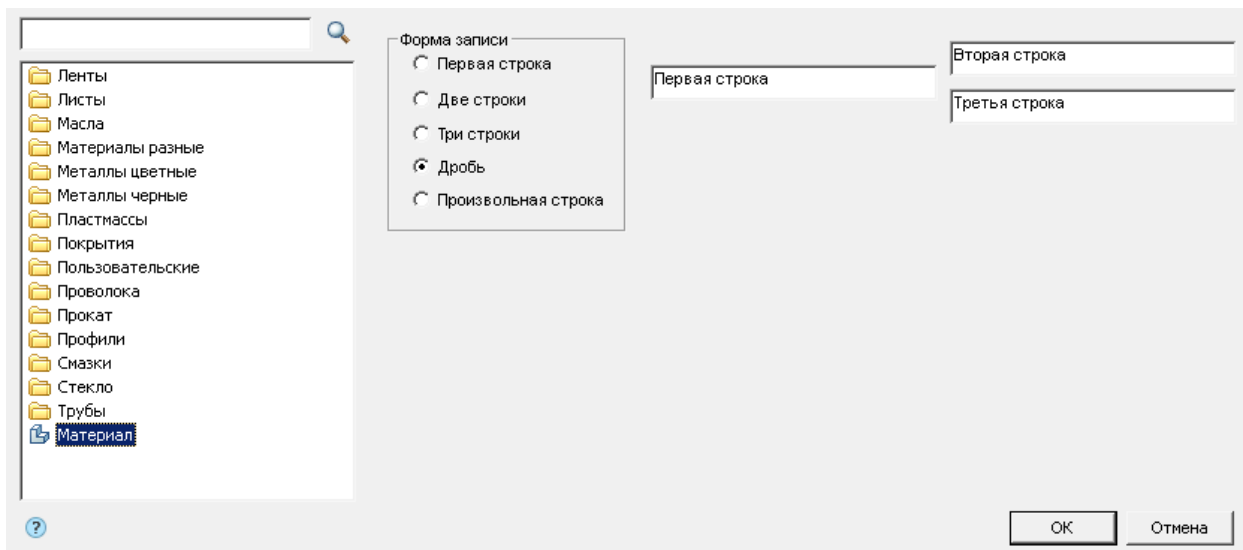 Ленты
Листы
Масла
Материалы разные
Металлы цветные
Металлы черные
Пластмассы
Покрытия
Пользовательские
Проволока
Прокат
Профили
Смазки
Стекло
Трубы
Материал
Форма записи
Первая строка
Две строки
Три строки
Дробь
Произвольная строка
Первая строка
Вторая строка
Третья строка
?
ОК
Отмена